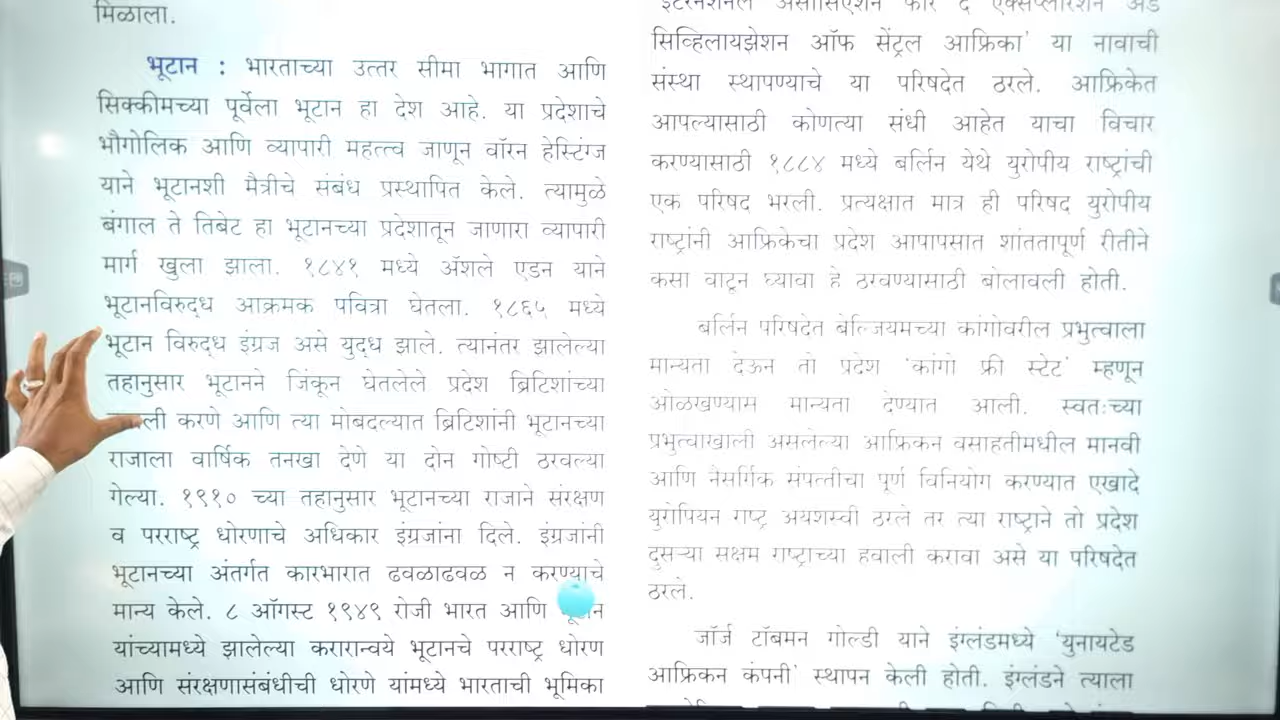 मिळाला.
भूटान : भारताच्या उत्तर सीमा भागात आणि
सिक्कीमच्या पूर्वेला भूटान हा देश आहे. या प्रदेशाचे
भौगोलिक आणि व्यापारी महत्त्व जाणून वॉरन हेस्टिंग्ज
याने भूटानशी मैत्रीचे संबंध प्रस्थापित केले. त्यामुळे
बंगाल ते तिबेट हा भूटानच्या प्रदेशातून जाणारा व्यापारी
मार्ग खुला झाला. १८४१ मध्ये ॲशले एडन याने
भूटानविरुद्ध आक्रमक पवित्रा घेतला. १८६५ मध्ये
भूटान विरुद्ध इंग्रज असे युद्ध झाले. त्यानंतर झालेल्या
तहानुसार भूटानने जिंकून घेतलेले प्रदेश ब्रिटिशांच्या
करणे आणि त्या मोबदल्यात ब्रिटिशांनी भूटानच्या
राजाला वार्षिक तनखा देणे या दोन गोष्टी ठरवल्या
गेल्या. १९१० च्या तहानुसार भूटानच्या राजाने संरक्षण
व परराष्ट्र धोरणाचे अधिकार इंग्रजांना दिले. इंग्रजांनी
भूटानच्या अंतर्गत कारभारात ढवळाढवळ न करण्याचे
मान्य केले. ८ ऑगस्ट १९४९ रोजी भारत आणि
यांच्यामध्ये झालेल्या करारान्वये भूटानचे परराष्ट्र धोरण
आणि संरक्षणासंबंधीची धोरणे यांमध्ये भारताची भूमिका
इंटरनॅशनल असोसिएशन फॉर द एक्सप्लोरेशन अँड
सिव्हिलायझेशन ऑफ सेंट्रल आफ्रिका' या नावाची
संस्था स्थापण्याचे या परिषदेत ठरले. आफ्रिकेत
आपल्यासाठी कोणत्या संधी आहेत याचा विचार
करण्यासाठी १८८४ मध्ये बर्लिन येथे युरोपीय राष्ट्रांची
एक परिषद भरली. प्रत्यक्षात मात्र ही परिषद युरोपीय
राष्ट्रांनी आफ्रिकेचा प्रदेश आपापसात शांततापूर्ण रीतीने
कसा वाटून घ्यावा हे ठरवण्यासाठी बोलावली होती.
बर्लिन परिषदेत बेल्जियमच्या कांगोवरील प्रभुत्वाला
मान्यता देऊन तो प्रदेश 'कांगो फ्री स्टेट' म्हणून
ओळखण्यास मान्यता देण्यात आली. स्वतःच्या
प्रभुत्वाखाली असलेल्या आफ्रिकन वसाहतीमधील मानवी
आणि नैसर्गिक संपत्तीचा पूर्ण विनियोग करण्यात एखादे
युरोपियन राष्ट्र अयशस्वी ठरले तर त्या राष्ट्राने तो प्रदेश
दुसऱ्या सक्षम राष्ट्राच्या हवाली करावा असे या परिषदेत
ठरले.
जॉर्ज टॉबमन गोल्डी याने इंग्लंडमध्ये 'युनायटेड
आफ्रिकन कंपनी' स्थापन केली होती. इंग्लंडने त्याला